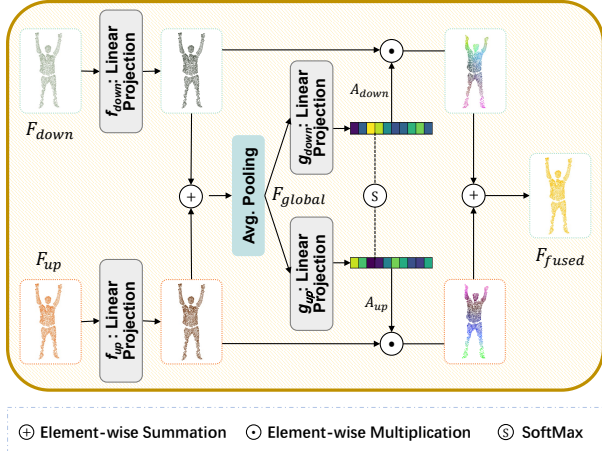 f_down: Linear
Projection
F_down
A_down
g_down: Linear
Projection
Avg. Pooling
F_global
S
F_up
g_up: Linear
Projection
F_fused
A_up
f_up: Linear
Projection
Element-wise Summation
Element-wise Multiplication
S SoftMax